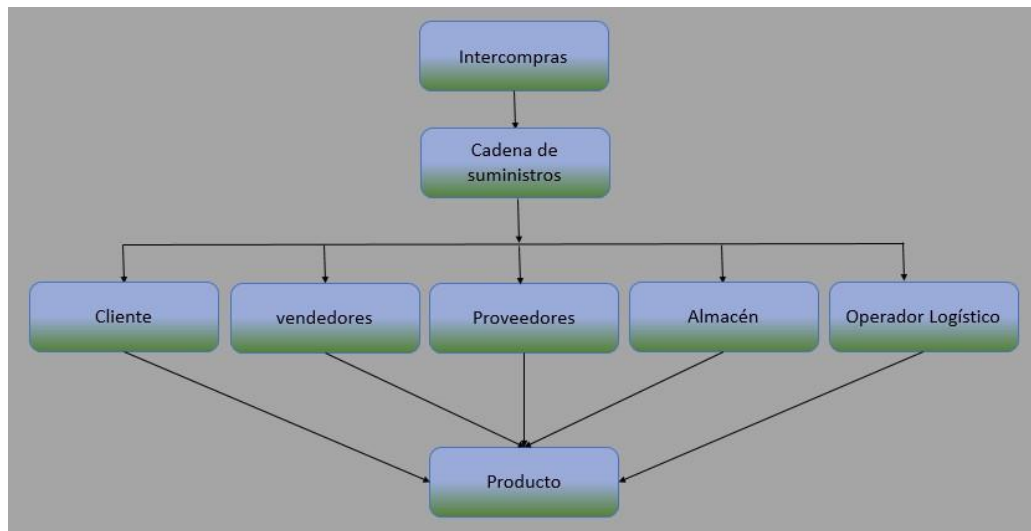 Intercompras
Cadena de
suministros
Cliente
vendedores
Proveedores
Almacén
Operador Logístico
Producto